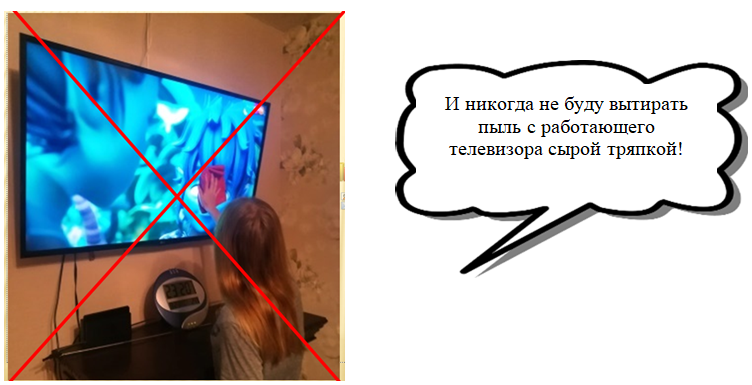 И никогда не буду вытирать
пыль с работающего
телевизора сырой тряпкой!